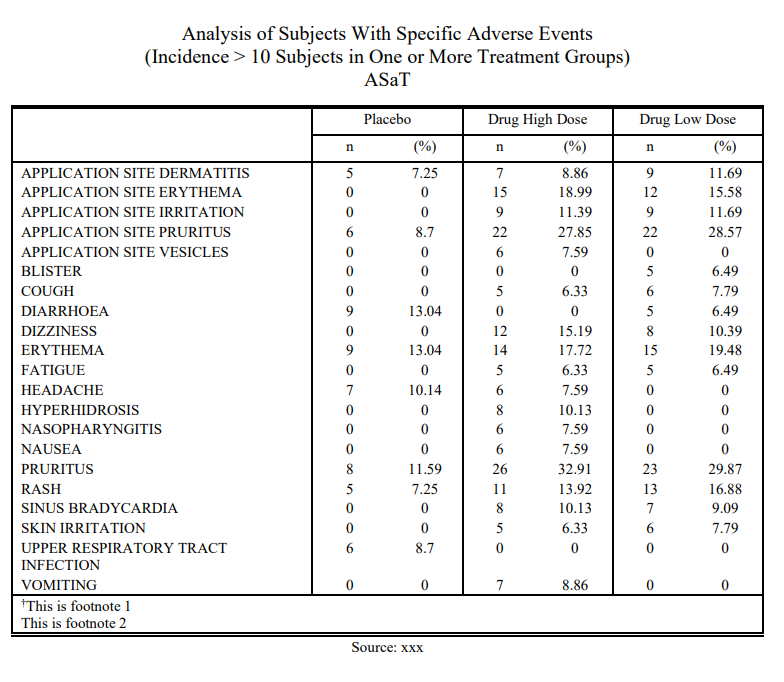 Analysis of Subjects With Specific Adverse Events
(Incidence > 10 Subjects in One or More Treatment Groups)
ASaT
Placebo Drug High Dose Drug Low Dose
n (%) n (%) n (%)
APPLICATION SITE DERMATITIS 5 7.25 7 8.86 9 11.69
APPLICATION SITE ERYTHEMA 0 0 15 18.99 12 15.58
APPLICATION SITE IRRITATION 0 0 9 11.39 9 11.69
APPLICATION SITE PRURITUS 6 8.7 22 27.85 22 28.57
APPLICATION SITE VESICLES 0 0 6 7.59 0 0
BLISTER 0 0 0 0 5 6.49
COUGH 0 0 5 6.33 6 7.79
DIARRHOEA 9 13.04 0 0 5 6.49
DIZZINESS 0 0 12 15.19 8 10.39
ERYTHEMA 9 13.04 14 17.72 15 19.48
FATIGUE 0 0 5 6.33 5 6.49
HEADACHE 7 10.14 6 7.59 0 0
HYPERHIDROSIS 0 0 8 10.13 0 0
NASOPHARYNGITIS 0 0 6 7.59 0 0
NAUSEA 0 0 6 7.59 0 0
PRURITUS 8 11.59 26 32.91 23 29.87
RASH 5 7.25 11 13.92 13 16.88
SINUS BRADYCARDIA 0 0 8 10.13 7 9.09
SKIN IRRITATION 0 0 5 6.33 6 7.79
UPPER RESPIRATORY TRACT 6 8.7 0 0 0 0
INFECTION
VOMITING 0 0 7 8.86 0 0
†This is footnote 1
This is footnote 2
Source: xxx